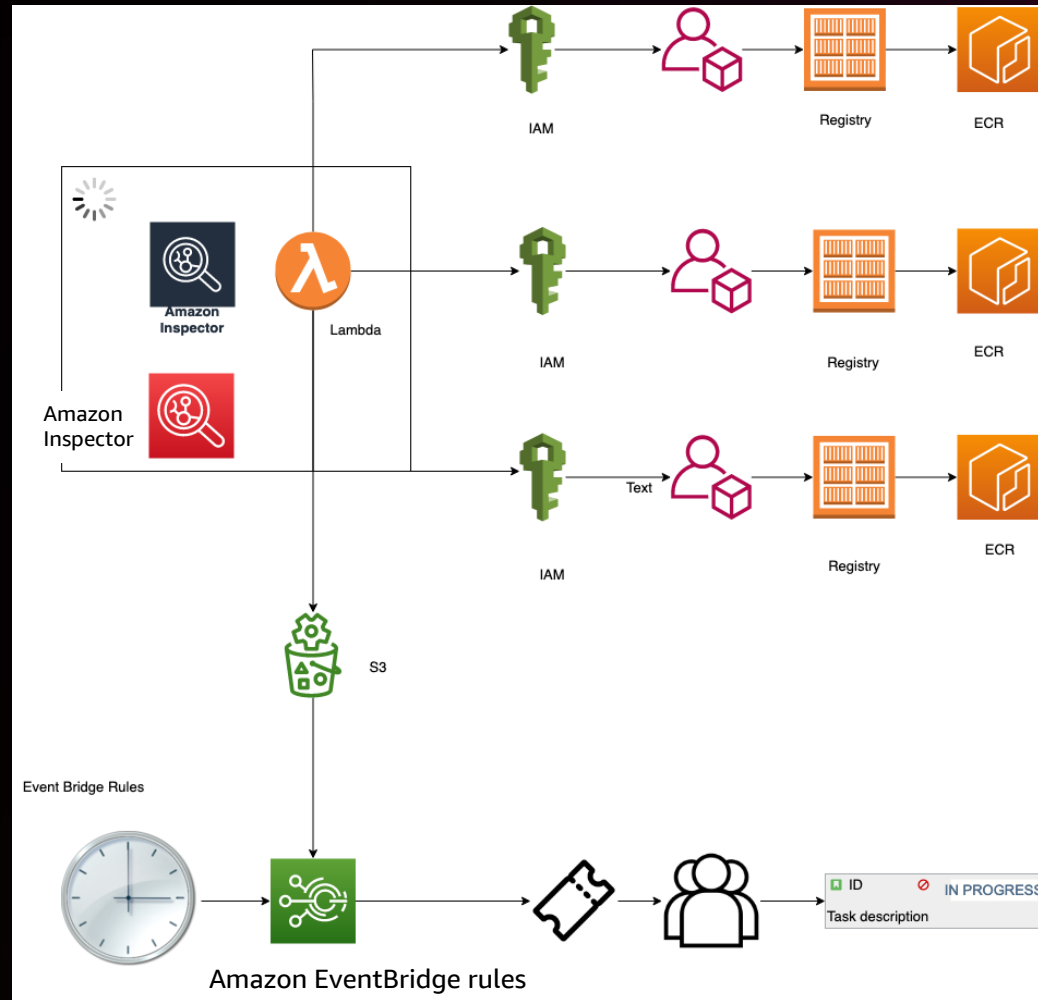 IAM
Registry
ECR
Amazon
Inspector
Lambda
IAM
Registry
ECR
Amazon
Inspector
Text
IAM
Registry
ECR
S3
Event Bridge Rules
ID
IN PROGRESS
Task description
Amazon EventBridge rules